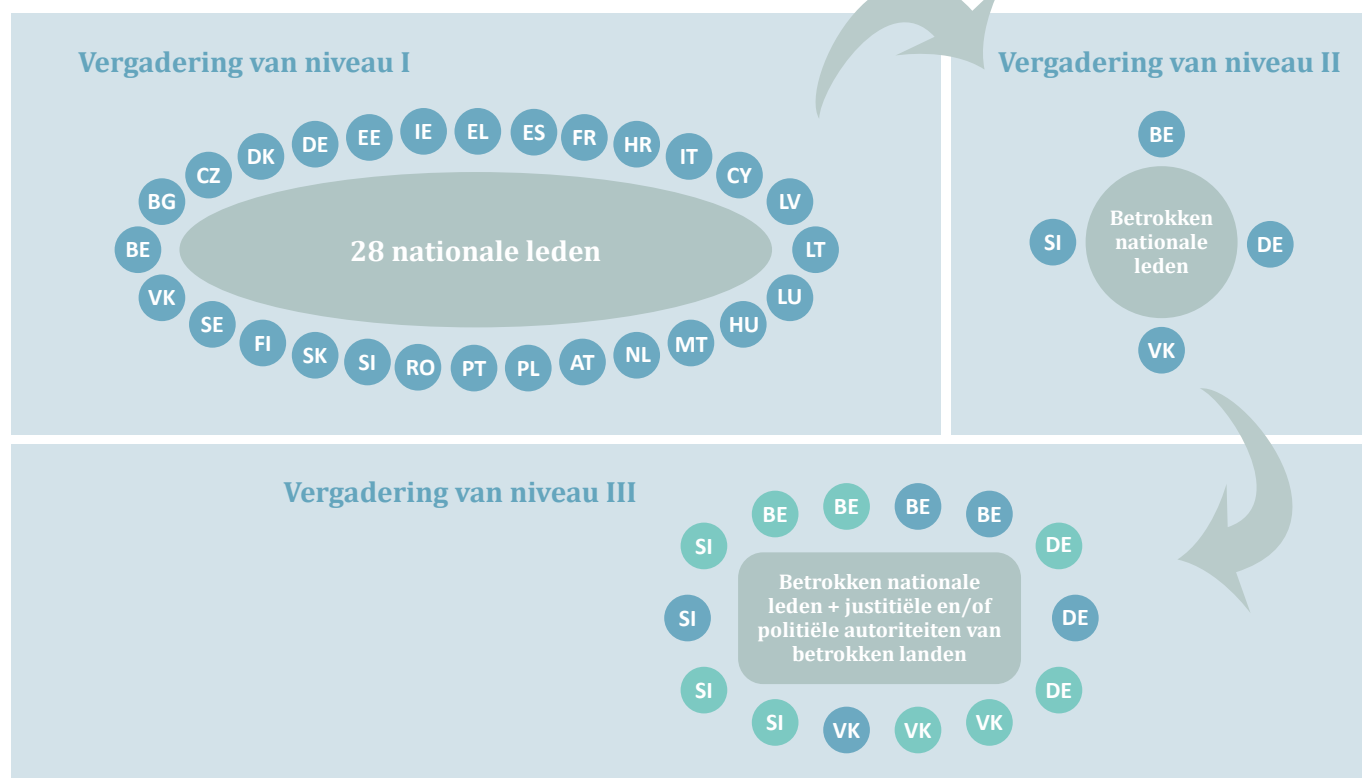 Vergadering van niveau I
BE
BG
CZ
DK
DE
EE
IE
EL
ES
FR
HR
IT
CY
LV
LT
LU
HU
MT
NL
AT
PL
PT
RO
SI
SK
FI
SE
VK
28 nationale leden
Vergadering van niveau II
BE
SI
Betrokken
nationale
leden
DE
VK
Vergadering van niveau III
SI
BE
BE
BE
BE
DE
SI
Betrokken nationale
leden + justitiële en/of
politiële autoriteiten van
betrokken landen
DE
SI
SI
VK
VK
VK
DE